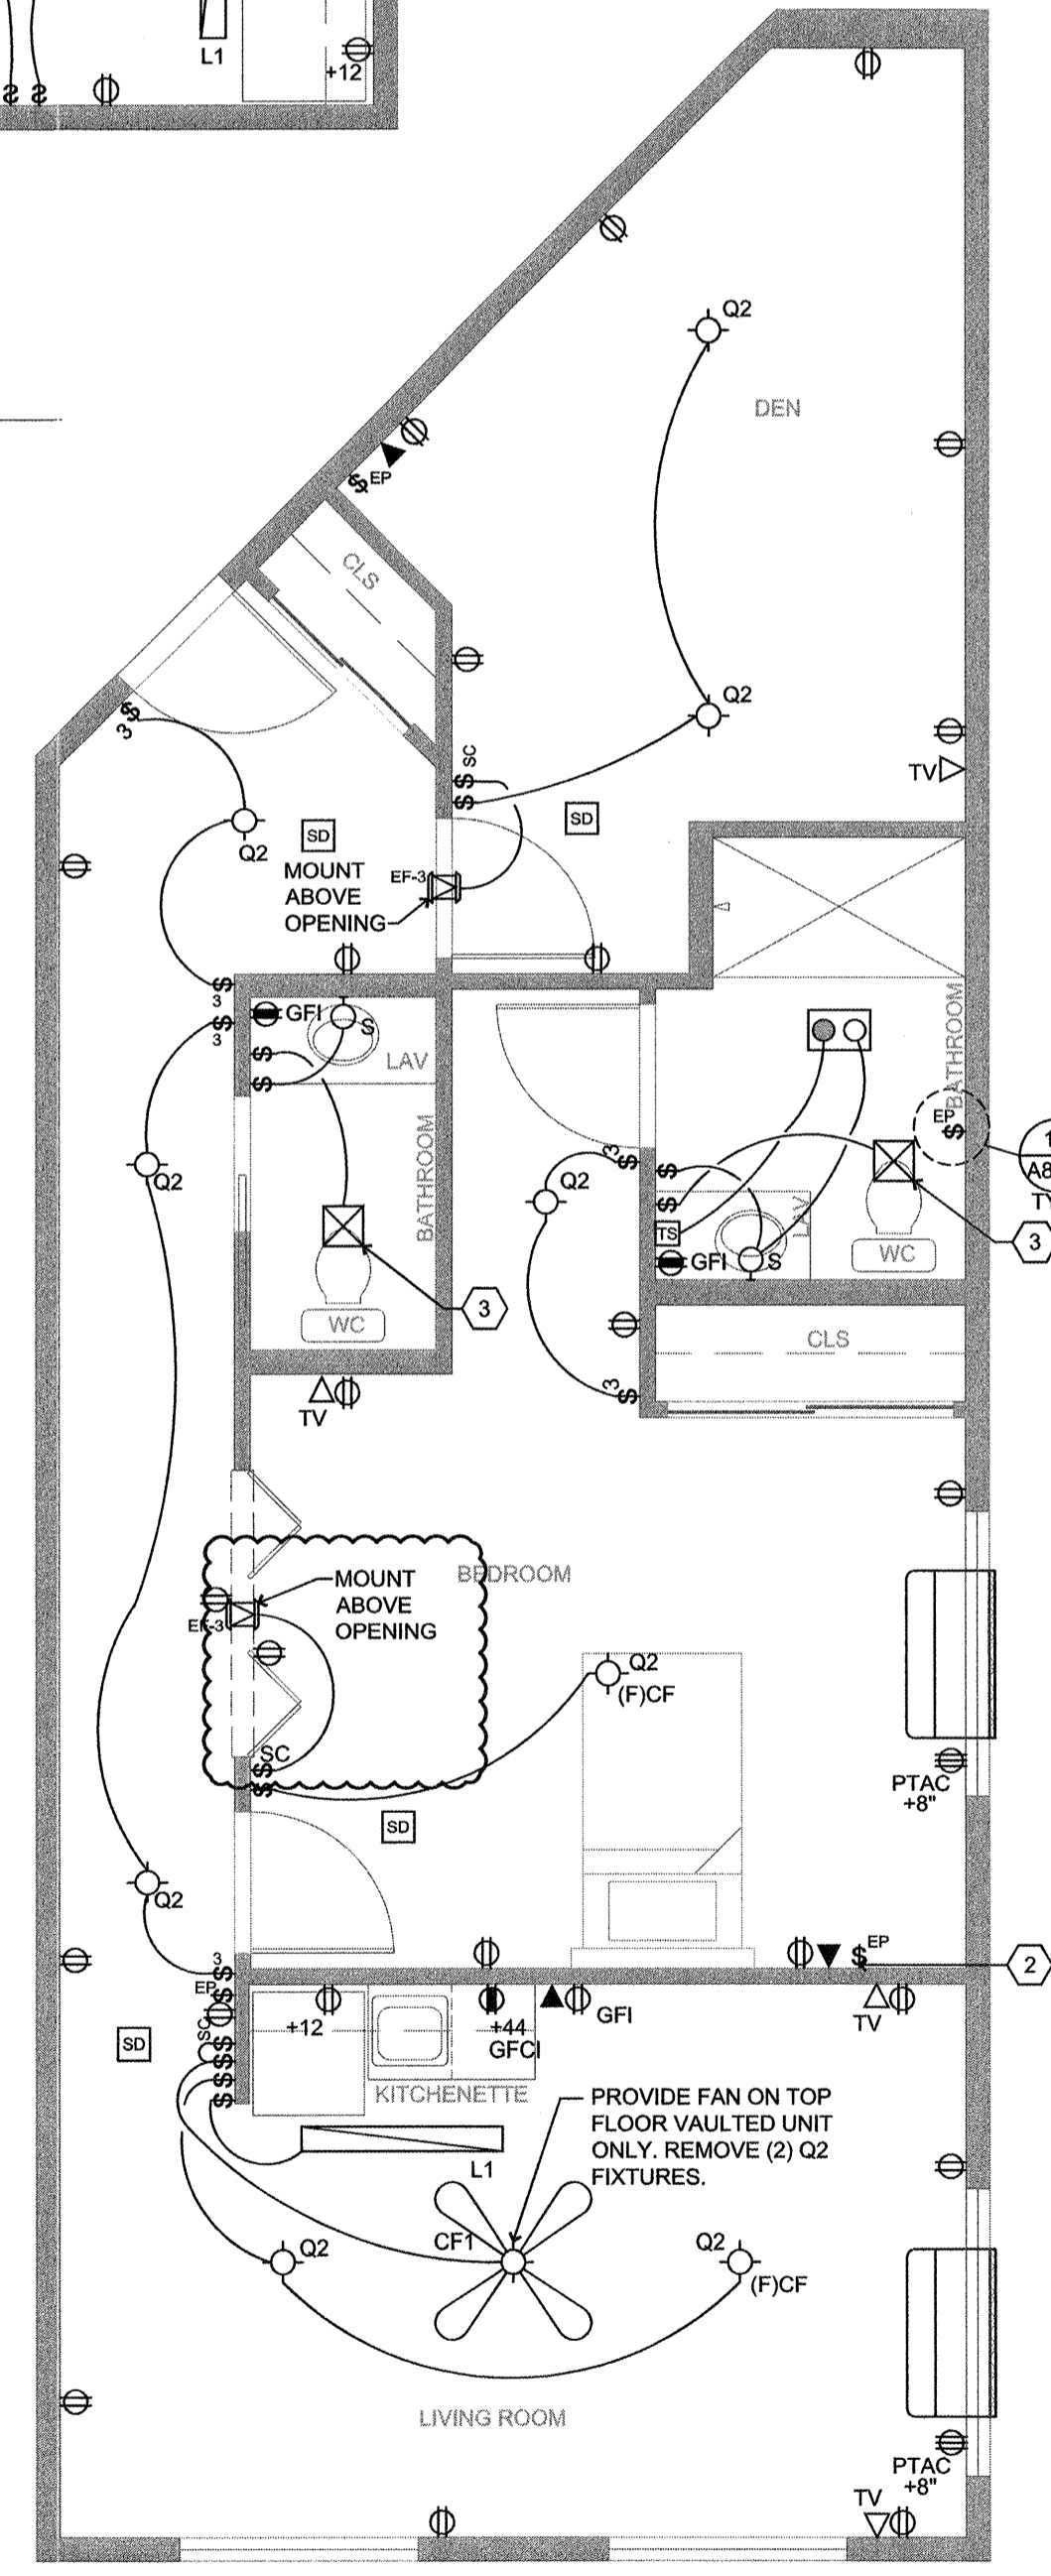 L1
+12
Q2
DEN
EP
CLS
Q2
3
SC
TV
SD
Q2
SD
MOUNT
ABOVE
OPENING
EF-3
3
3
GFI
S
LAV
BATHROOM
BATHROOM
EP
1
A8
TY
3
Q2
3
Q2
LAV
TS
GFI
S
WC
3
WC
CLS
3
TV
BEDROOM
MOUNT
ABOVE
OPENING
EF-3
Q2
(F)CF
SC
PTAC
+8"
SD
Q2
3
EP
EP
2
SC
+12
+44
GFCI
GFI
TV
SD
KITCHENETTE
PROVIDE FAN ON TOP
FLOOR VAULTED UNIT
ONLY. REMOVE (2) Q2
FIXTURES.
L1
CF1
Q2
Q2
(F)CF
LIVING ROOM
PTAC
+8"
TV